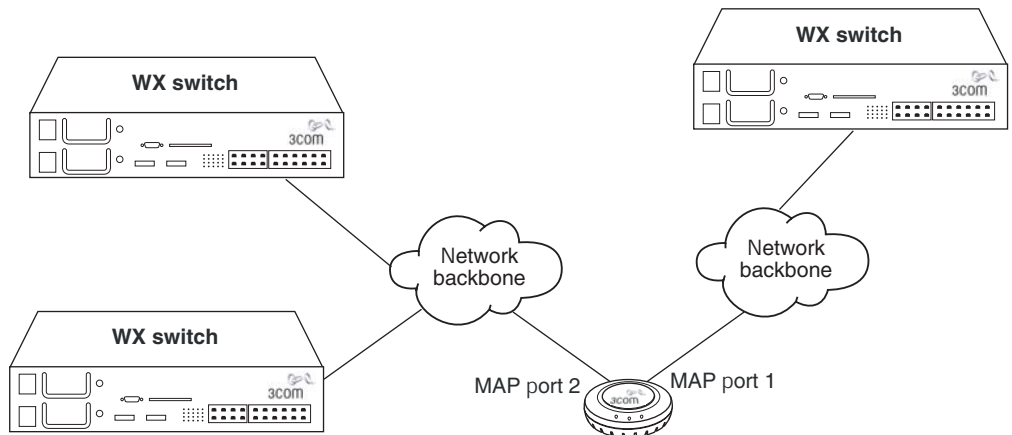 WX switch
3com
WX switch
3com
Network
backbone
Network
backbone
WX switch
3com
MAP port 2
MAP port 1
3com